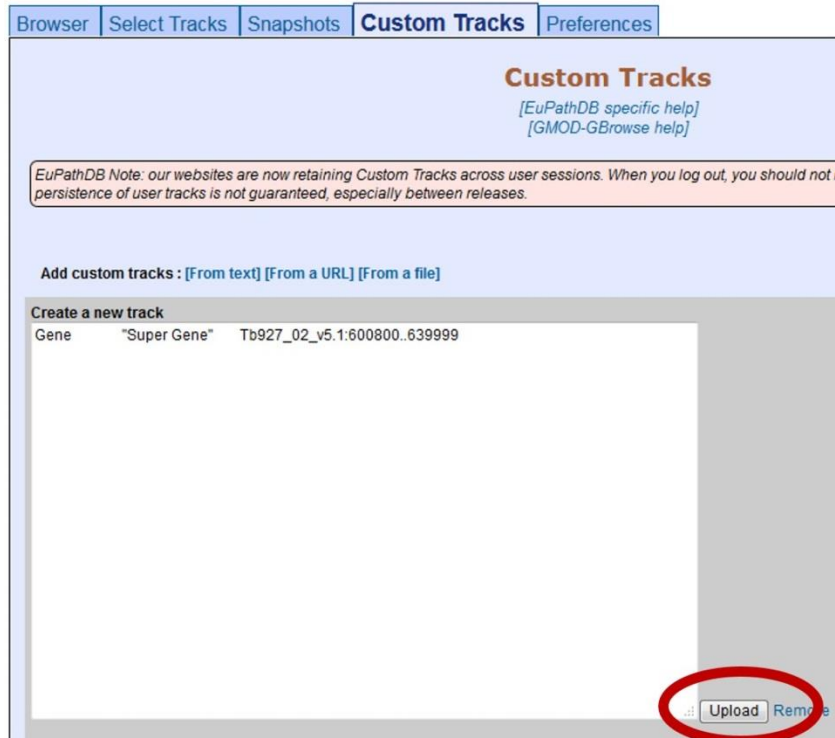 Browser Select Tracks Snapshots Custom Tracks Preferences
Custom Tracks
[EuPathDB specific help]
[GMOD-GBrowse help]
EuPathDB Note: our websites are now retaining Custom Tracks across user sessions. When you log out, you should not
persistence of user tracks is not guaranteed, especially between releases.
Add custom tracks : [From text] [From a URL] [From a file]
Create a new track
Gene "Super Gene" Tb927_02_v5.1:600800..639999
Upload Remove